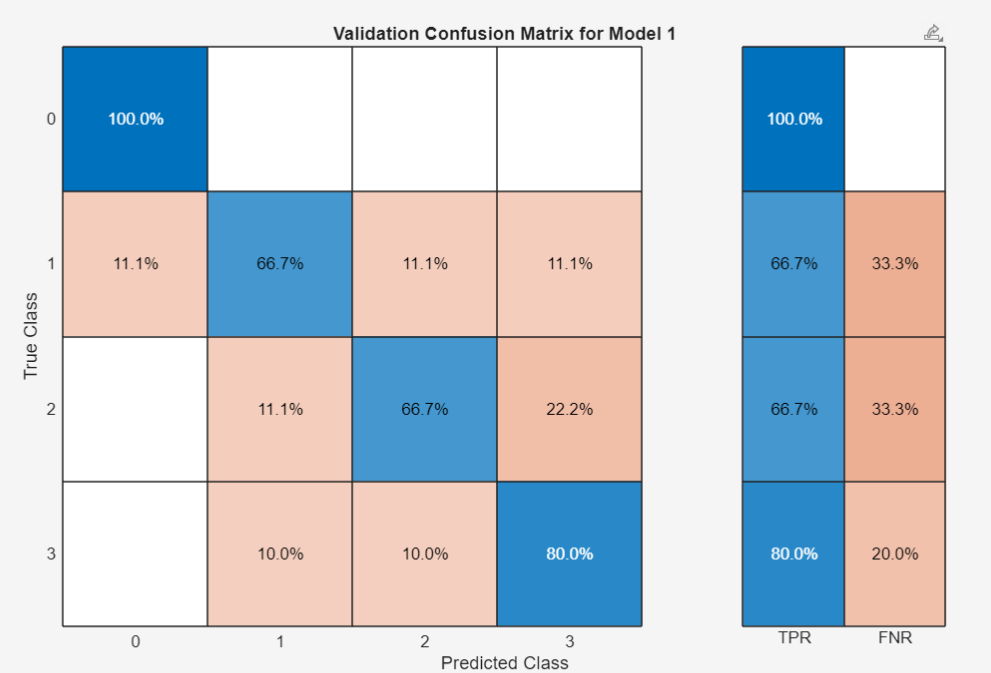 Validation Confusion Matrix for Model 1
0 100.0% 100.0%
1 11.1% 66.7% 11.1% 11.1% 66.7% 33.3%
True Class
2 11.1% 66.7% 22.2% 66.7% 33.3%
3 10.0% 10.0% 80.0% 80.0% 20.0%
0 1 2 3 TPR FNR
Predicted Class